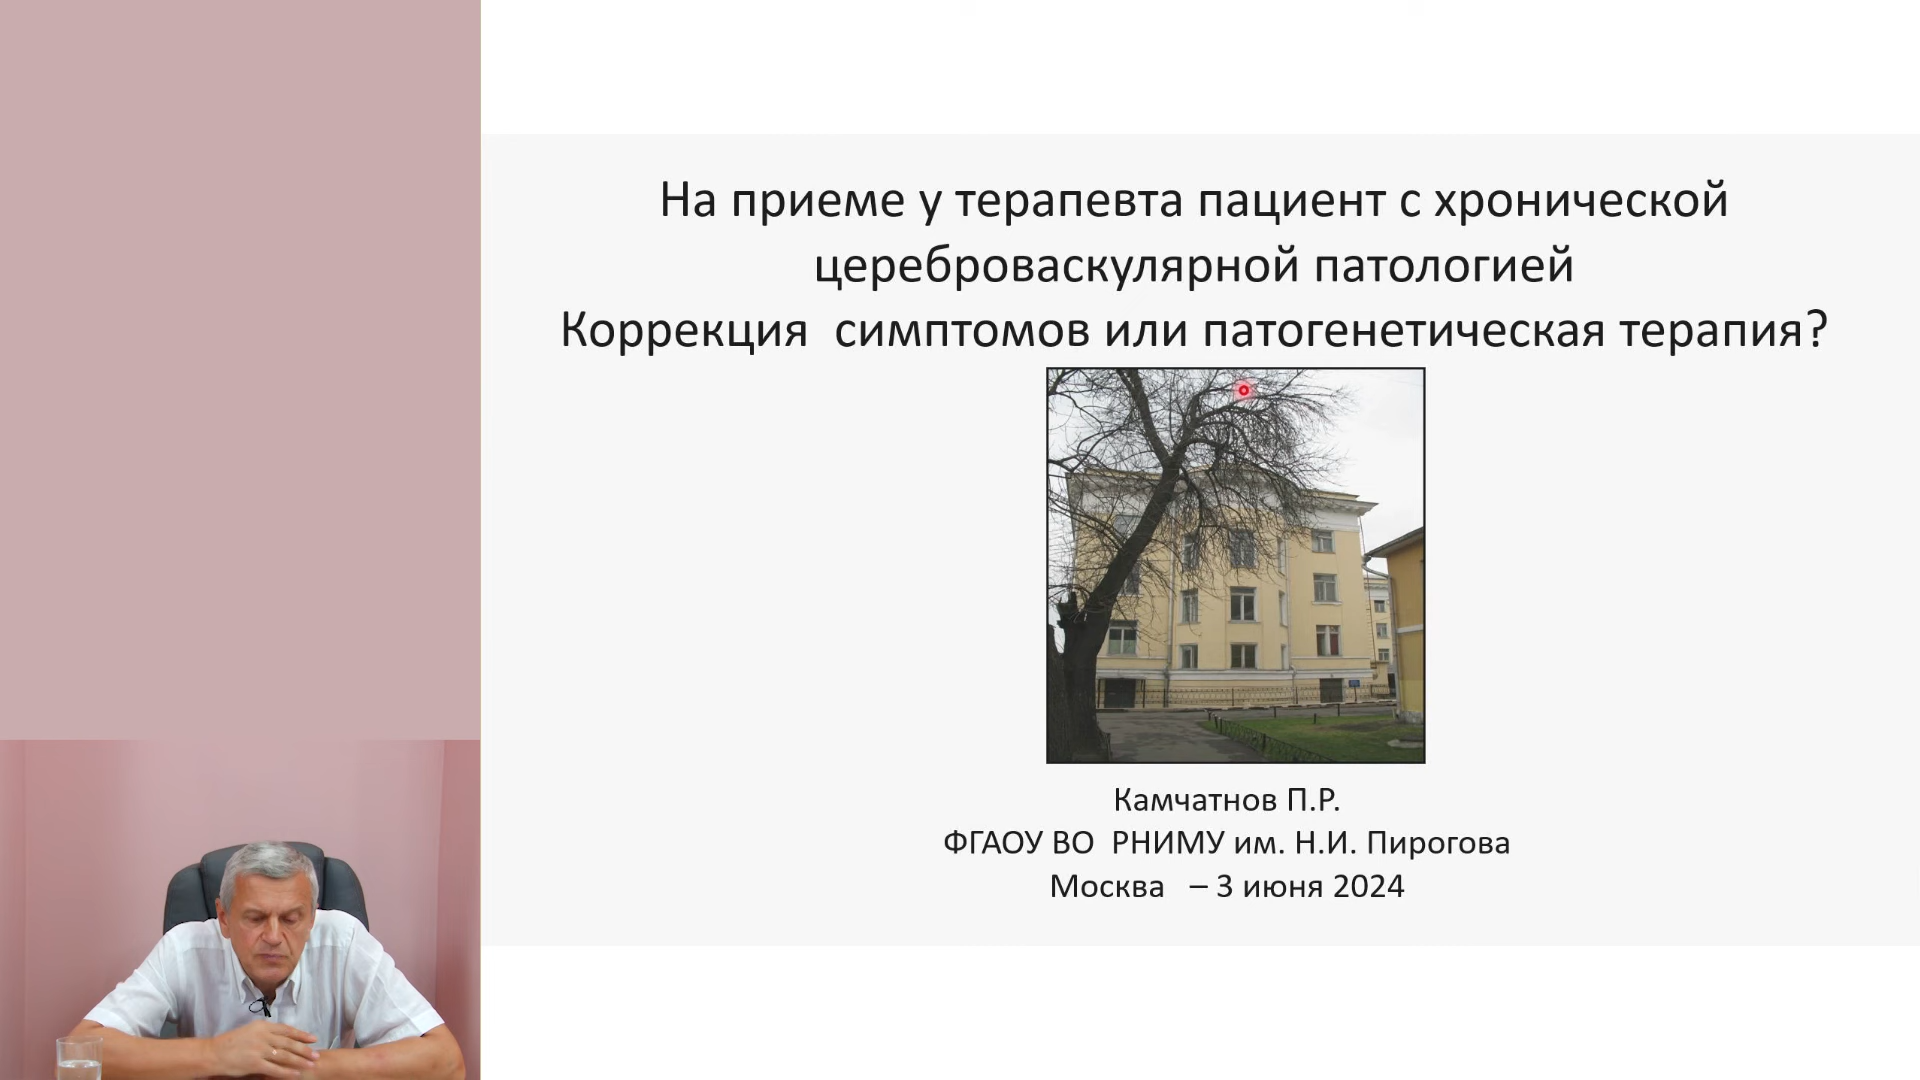 На приеме у терапевта пациент с хронической
цереброваскулярной патологией
Коррекция  симптомов или патогенетическая терапия?
Камчатнов П.Р.
ФГАОУ ВО  РНИМУ им. Н.И. Пирогова
Москва   – 3 июня 2024